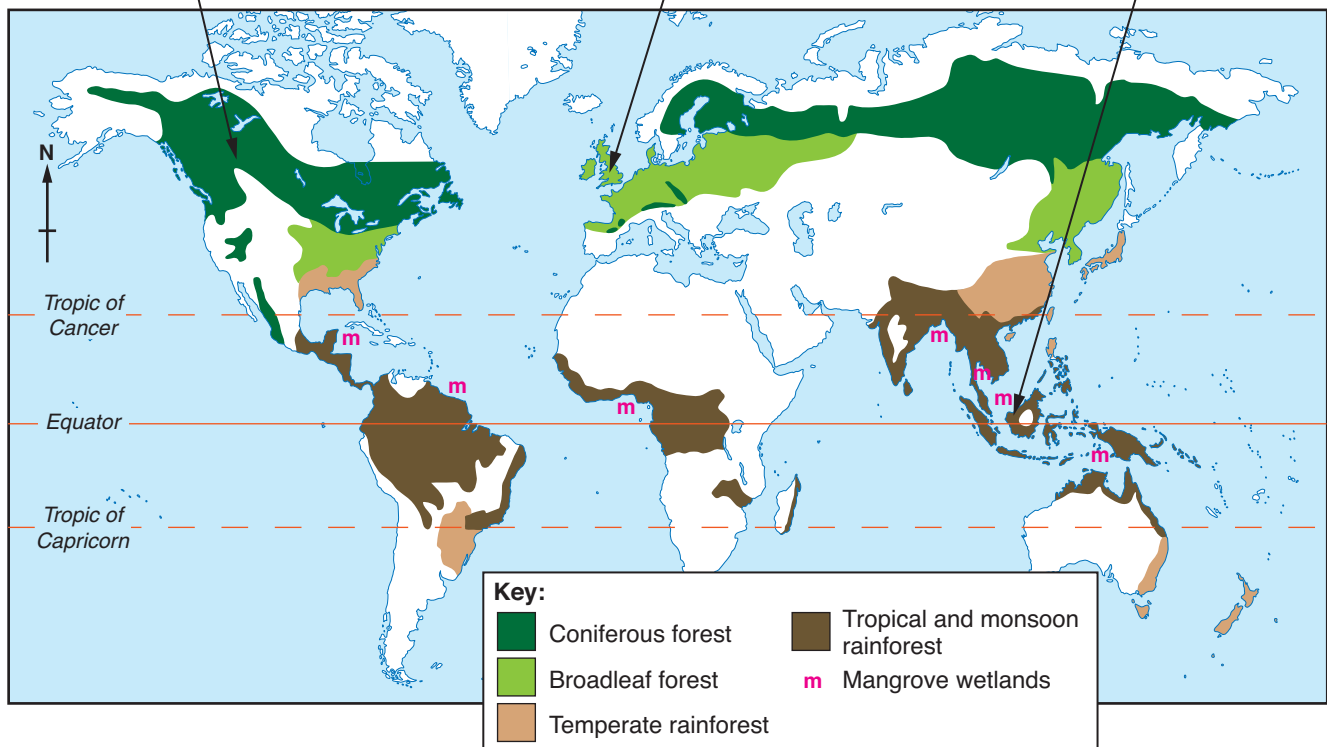 N
Tropic of
Cancer
m
m
m
m
m
m
Equator
m
Tropic of
Capricorn
Key:
Coniferous forest
Broadleaf forest
Temperate rainforest
Tropical and monsoon
rainforest
m Mangrove wetlands